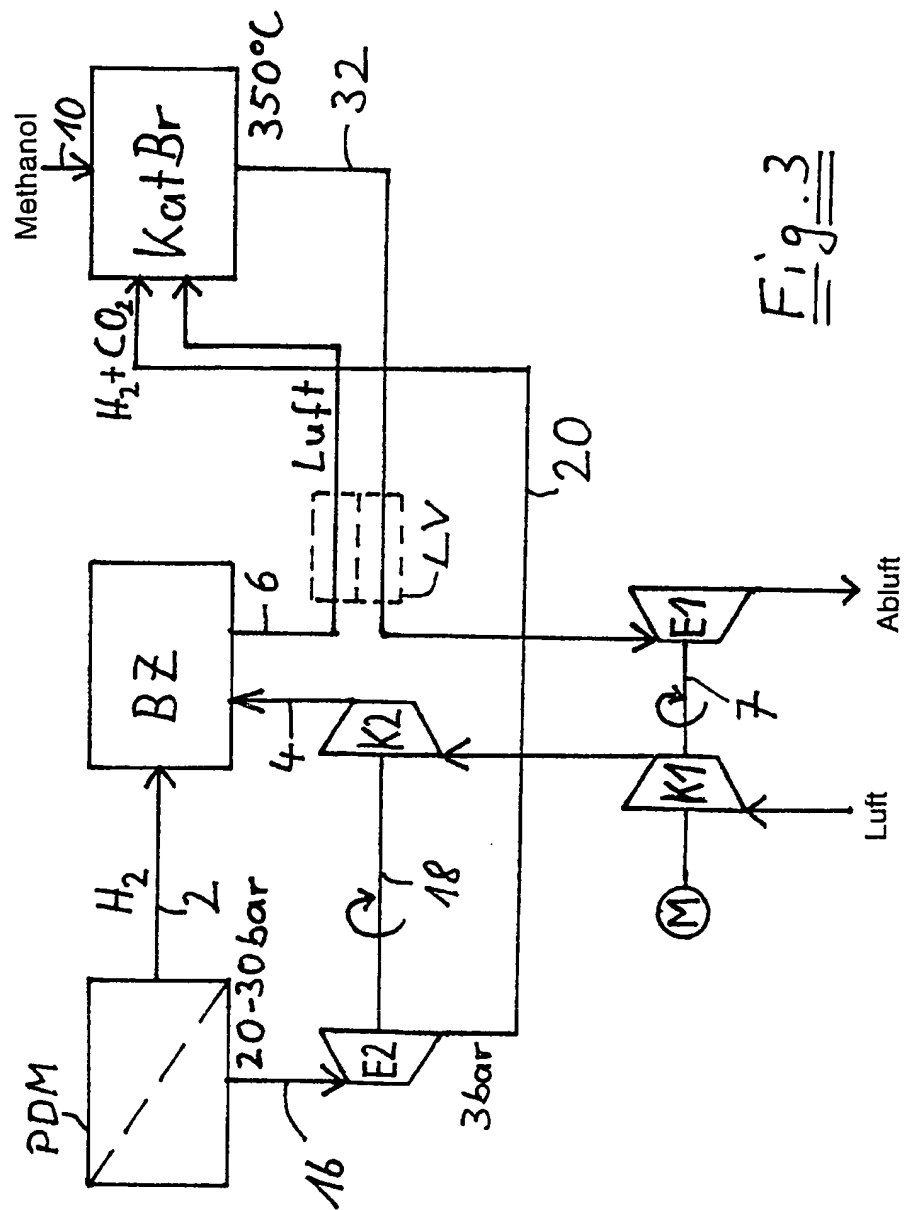 PDM
H₂
2
20-30bar
16
E2
3bar
18
BZ
4
6
K2
LV
Luft
H₂+CO₂
Methanol
10
KatBr
350°C
32
20
M
K1
7
E1
Luft
Abluft
Fig. 3